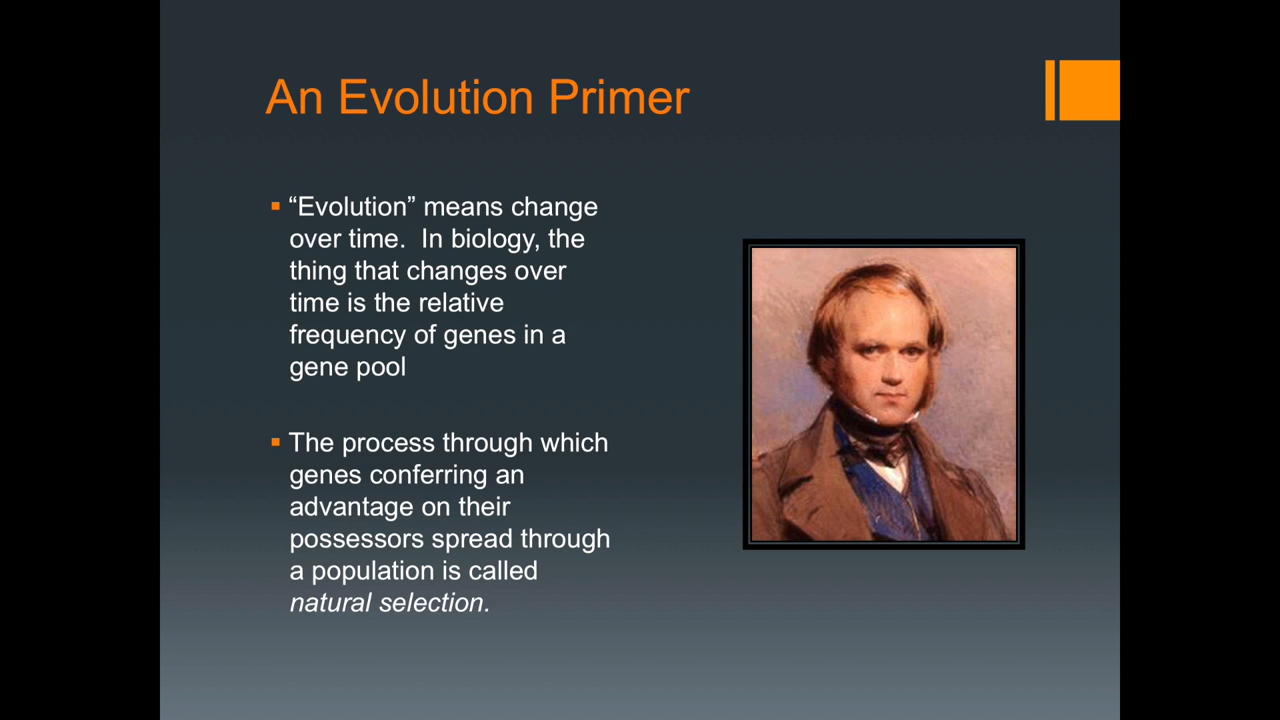 An Evolution Primer
“Evolution” means change
over time.  In biology, the
thing that changes over
time is the relative
frequency of genes in a
gene pool
The process through which
genes conferring an
advantage on their
possessors spread through
a population is called
natural selection.